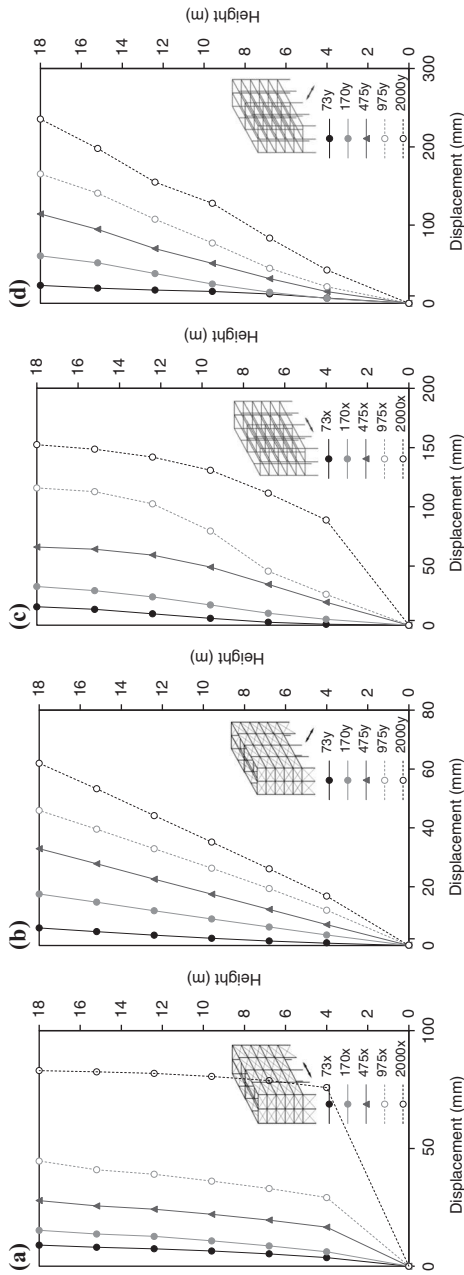 (a)
Height (m)
18
16
14
12
10
8
6
4
2
0
0 50 100
Displacement (mm)
73x
170x
475x
975x
2000x
(b)
Height (m)
18
16
14
12
10
8
6
4
2
0
0 20 40 60 80
Displacement (mm)
73y
170y
475y
975y
2000y
(c)
Height (m)
18
16
14
12
10
8
6
4
2
0
0 50 100 150 200
Displacement (mm)
73x
170x
475x
975x
2000x
(d)
Height (m)
18
16
14
12
10
8
6
4
2
0
0 100 200 300
Displacement (mm)
73y
170y
475y
975y
2000y